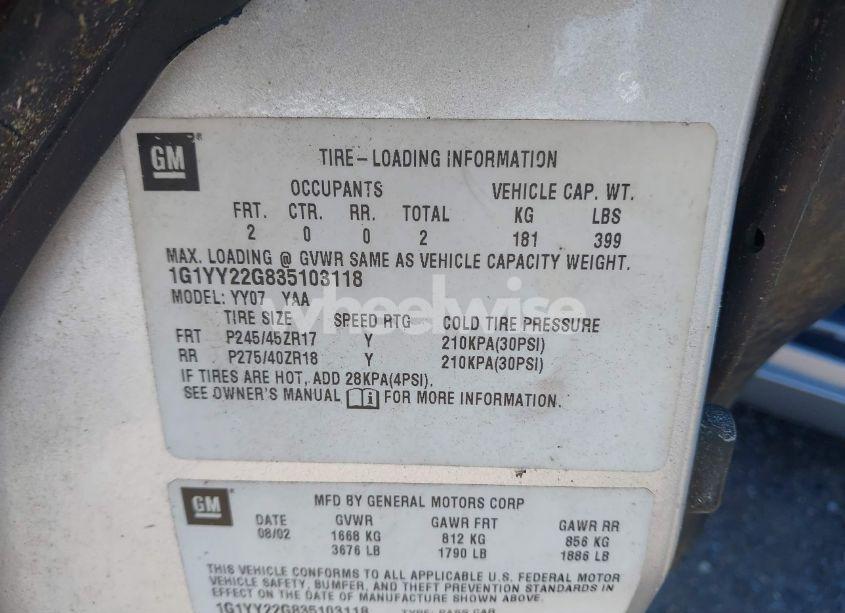 GM
TIRE-LOADING INFORMATION
OCCUPANTS VEHICLE CAP. WT.
FRT. CTR. RR. TOTAL KG LBS
2 0 0 2 181 399
MAX. LOADING @ GVWR SAME AS VEHICLE CAPACITY WEIGHT.
1G1YY22G835103118
MODEL: YY07 YAA
wheelwise
TIRE SIZE SPEED RTG COLD TIRE PRESSURE
FRT P245/45ZR17 Y 210KPA(30PSI)
RR P275/40ZR18 Y 210KPA(30PSI)
IF TIRES ARE HOT, ADD 28KPA(4PSI).
SEE OWNER'S MANUAL i FOR MORE INFORMATION.
GM
MFD BY GENERAL MOTORS CORP
DATE GVWR GAWR FRT GAWR RR
08/02 1668 KG 812 KG 856 KG
3676 LB 1790 LB 1886 LB
THIS VEHICLE CONFORMS TO ALL APPLICABLE U.S. FEDERAL MOTOR
VEHICLE SAFETY, BUMPER, AND THEFT PREVENTION STANDARDS IN
EFFECT ON THE DATE OF MANUFACTURE SHOWN ABOVE.
1G1YY22G835103118 TYPE: PASS CAR